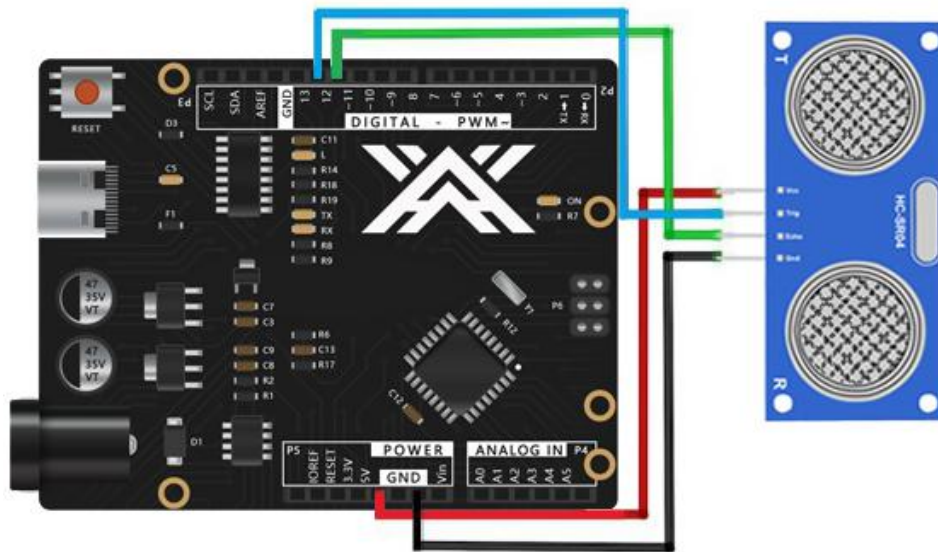 T
RESET
P3
SCL
SDA
AREF
GND
13
12
~11
~10
~9
8
7
~6
~5
4
~3
2
TX→1
RX←0
P2
DIGITAL - PWM~
D3
C5
F1
C11
L
R14
R18
R19
TX
RX
R8
R9
ON
R7
Vcc
Trig
Echo
Gnd
HC-SR04
47
35V
VT
47
35V
VT
C7
C3
C9
C8
R2
R1
R6
C13
R17
Y1
R12
P6
C12
D1
R
P5
POWER
IOREF
RESET
3.3V
5V
GND
Vin
ANALOG IN
P4
A0
A1
A2
A3
A4
A5